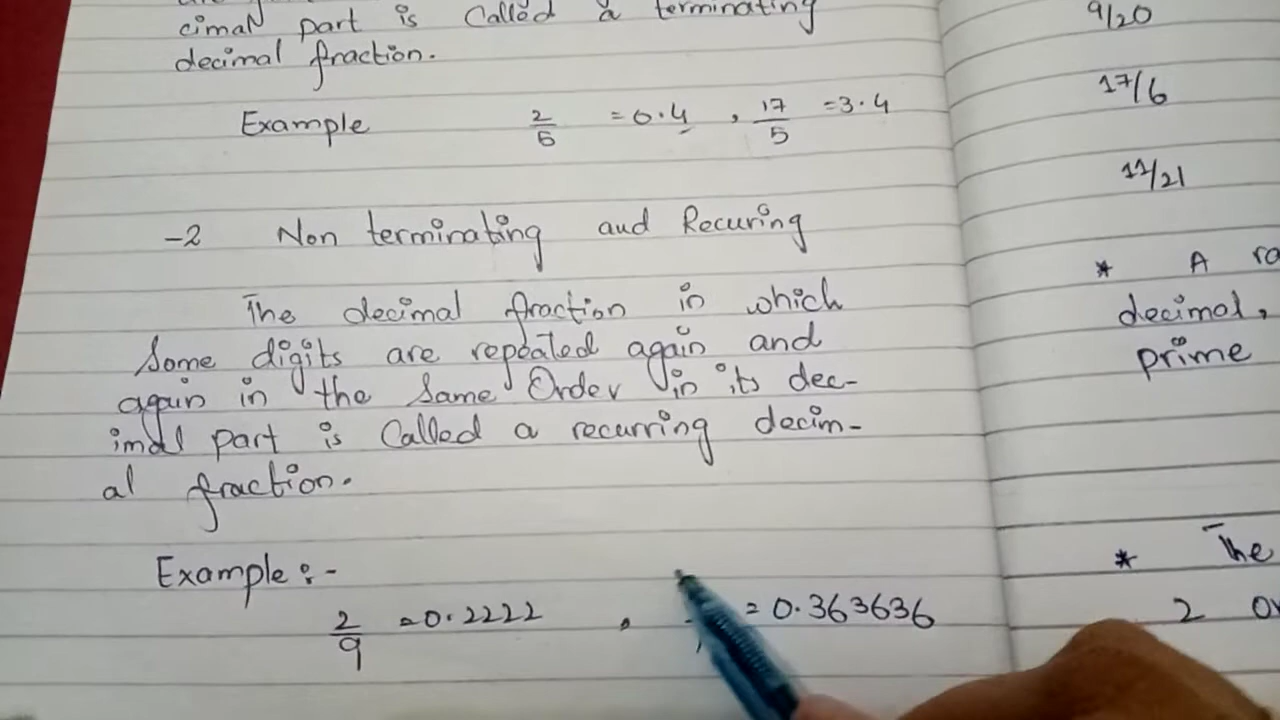 cimal part is Called a terminating
decimal fraction.
Example 2/5 =0.4 , 17/5 =3.4
-2 Non terminating and Recuring
The decimal fraction in which
Some digits are repeated again and
again in the Same Order in its dec-
imal part is Called a recurring decim-
al fraction.
Example:-
2/9 =0.2222 , =0.363636
9/20
17/6
11/21
* A
decimal,
prime
* The
2